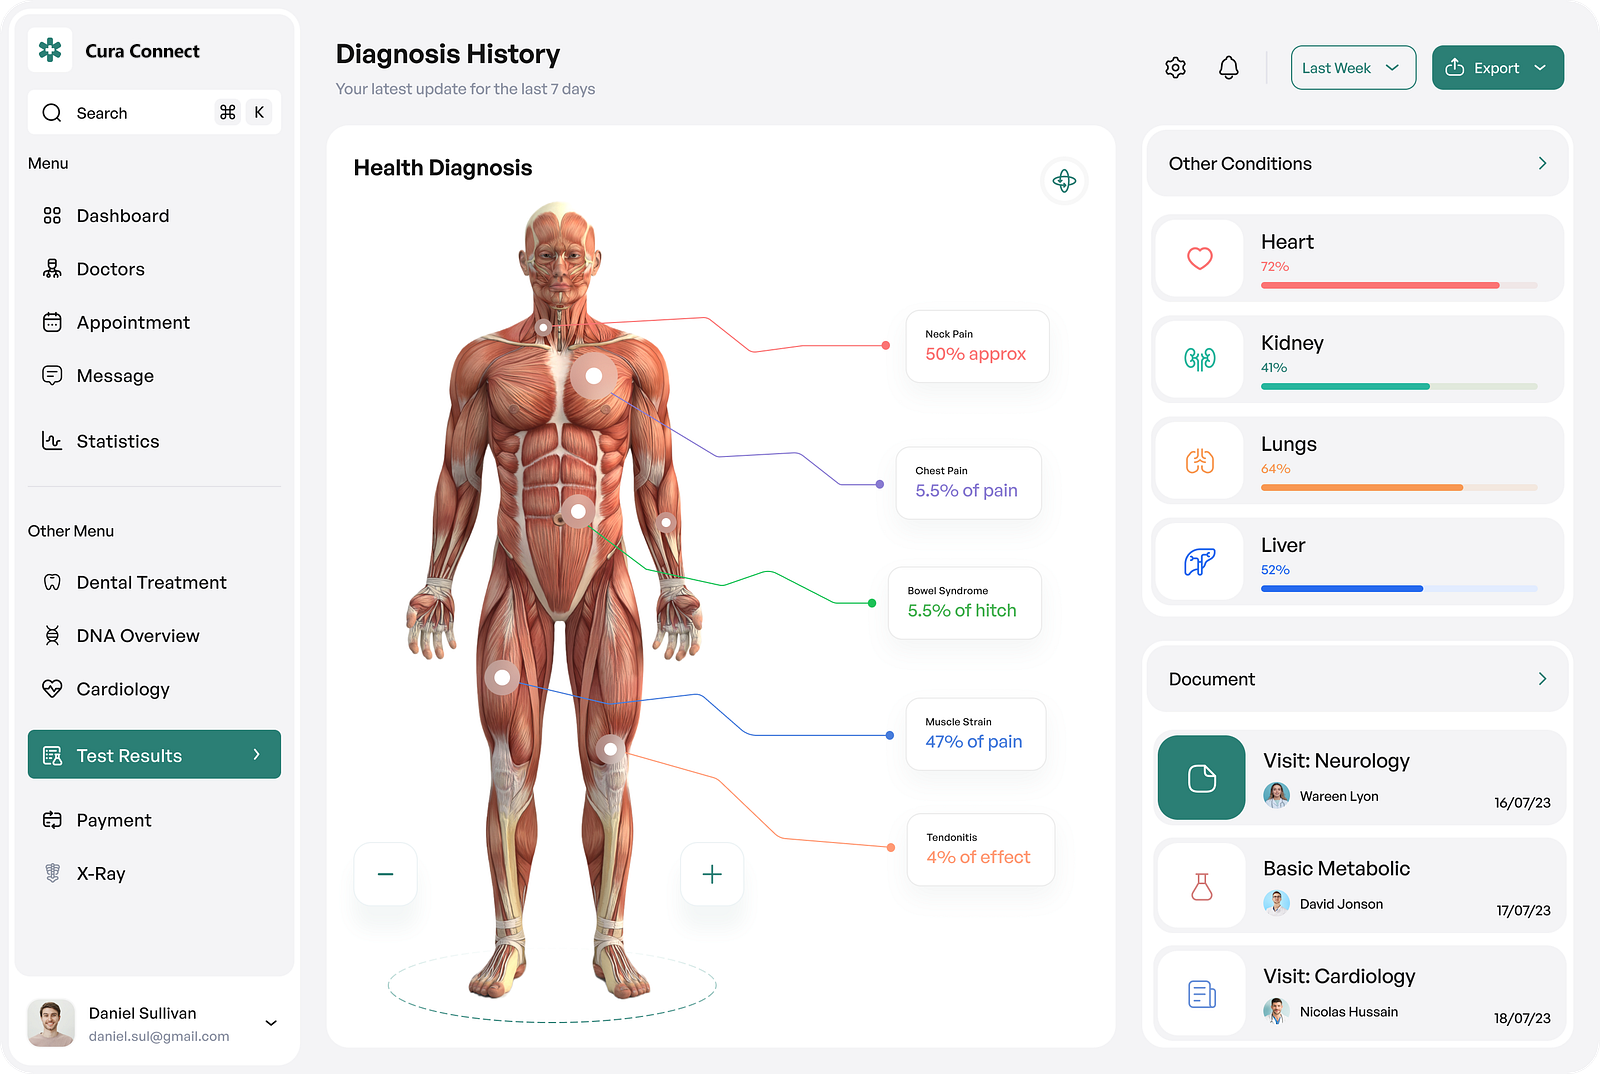 Cura Connect
Search ⌘ K
Menu
Dashboard
Doctors
Appointment
Message
Statistics
Other Menu
Dental Treatment
DNA Overview
Cardiology
Test Results
Payment
X-Ray
Daniel Sullivan
daniel.sul@gmail.com
Diagnosis History
Your latest update for the last 7 days
Last Week
Export
Health Diagnosis
Neck Pain
50% approx
Chest Pain
5.5% of pain
Bowel Syndrome
5.5% of hitch
Muscle Strain
47% of pain
Tendonitis
4% of effect
Other Conditions
Heart
72%
Kidney
41%
Lungs
64%
Liver
52%
Document
Visit: Neurology
Wareen Lyon
16/07/23
Basic Metabolic
David Jonson
17/07/23
Visit: Cardiology
Nicolas Hussain
18/07/23